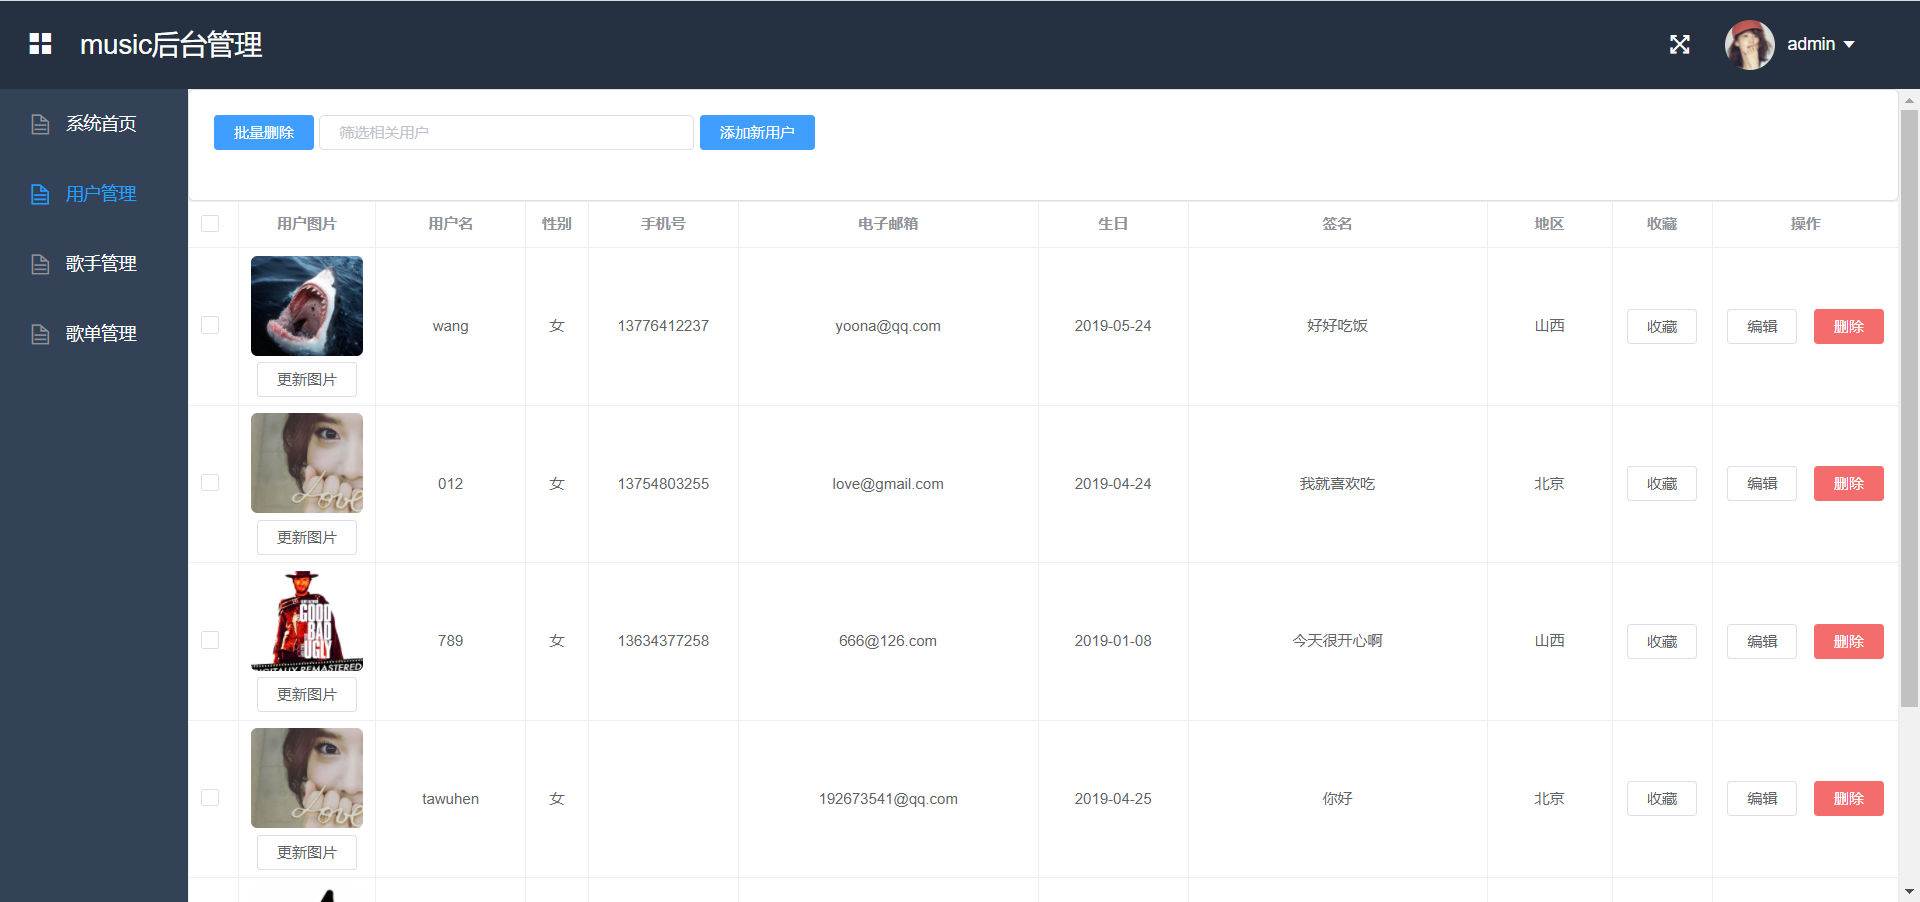 music后台管理
admin
系统首页
用户管理
歌手管理
歌单管理
批量删除 筛选相关用户 添加新用户
用户图片 用户名 性别 手机号 电子邮箱 生日 签名 地区 收藏 操作
wang 女 13776412237 yoona@qq.com 2019-05-24 好好吃饭 山西 收藏 编辑 删除
更新图片
Love
012 女 13754803255 love@gmail.com 2019-04-24 我就喜欢吃 北京 收藏 编辑 删除
更新图片
GOOD
BAD
UGLY
DIGITALLY REMASTERED
789 女 13634377258 666@126.com 2019-01-08 今天很开心啊 山西 收藏 编辑 删除
更新图片
Love
tawuhen 女 192673541@qq.com 2019-04-25 你好 北京 收藏 编辑 删除
更新图片